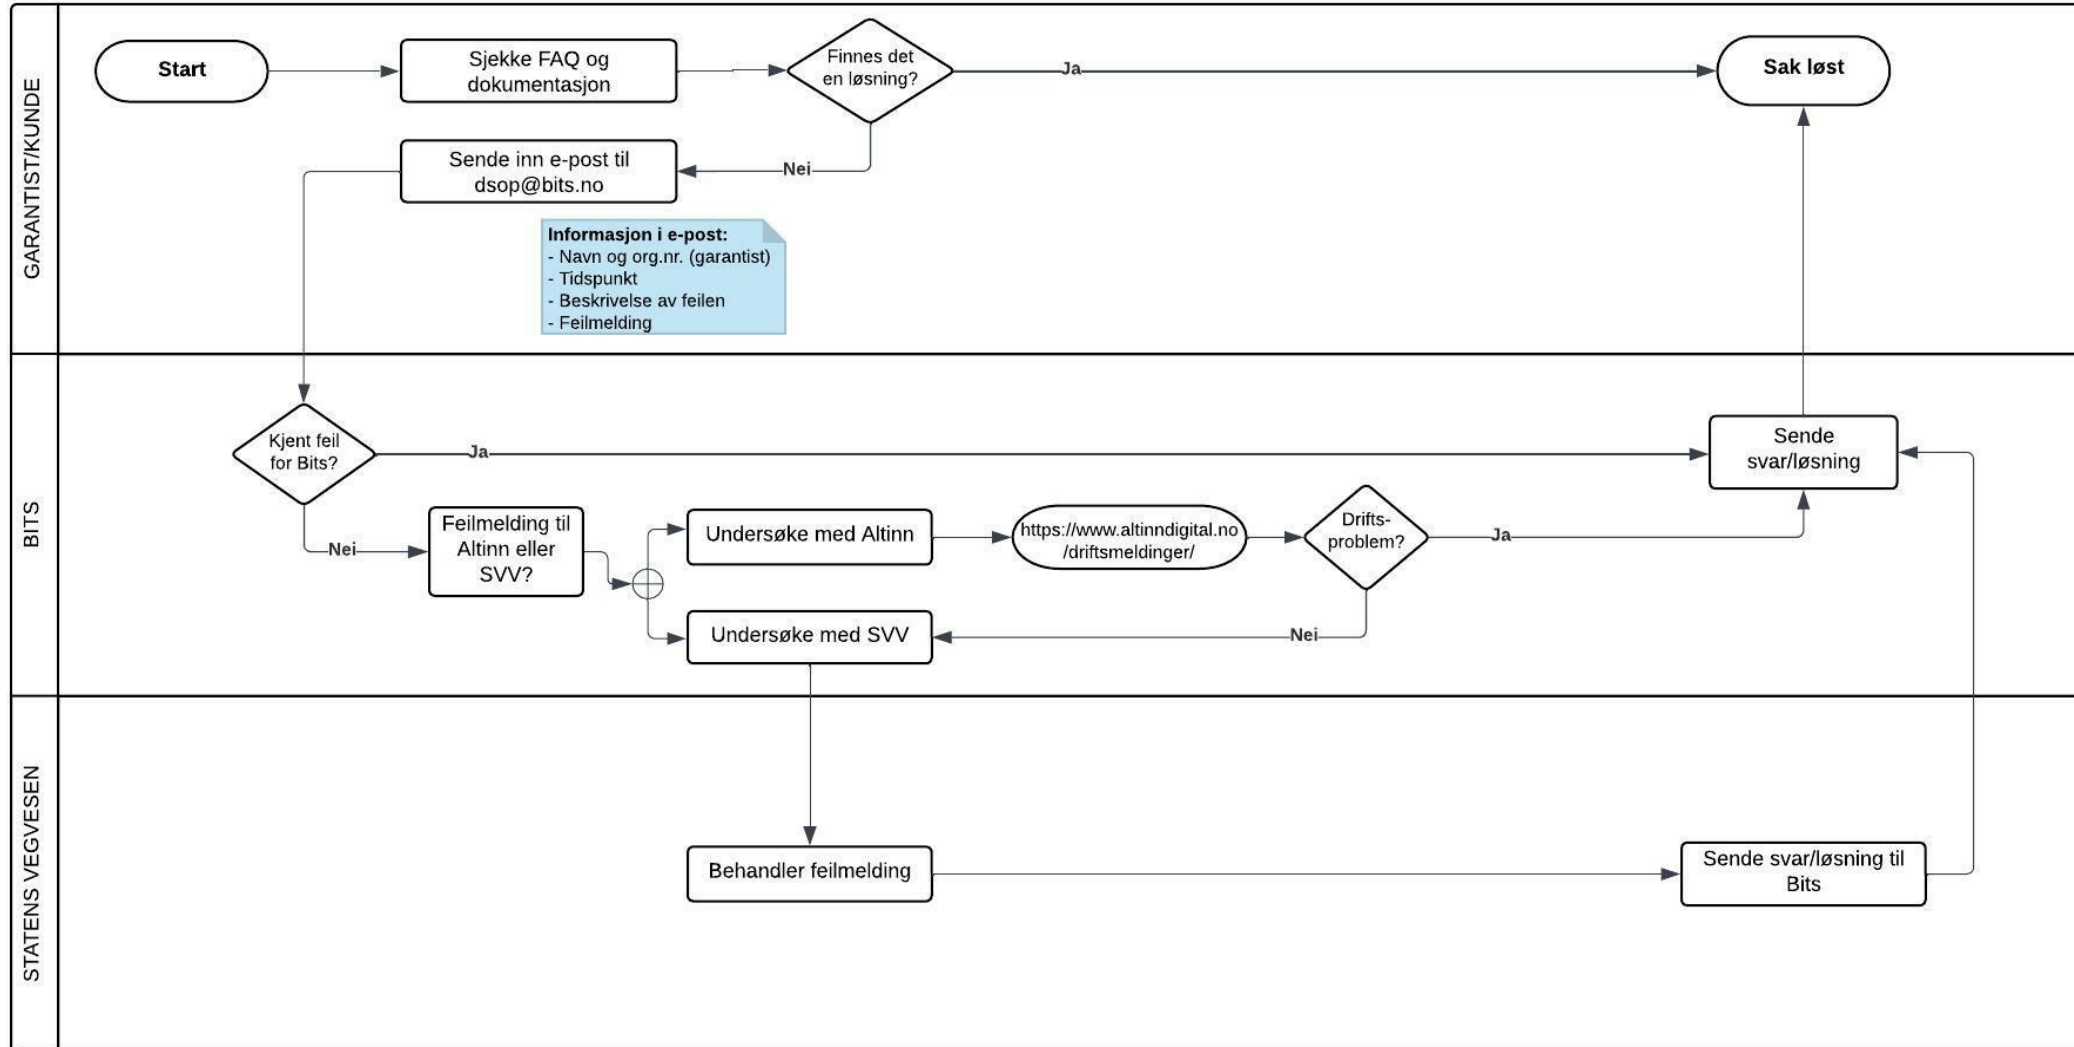 GARANTIST/KUNDE
Start
Sjekke FAQ og
dokumentasjon
Finnes det
en løsning?
Ja
Sak løst
Nei
Sende inn e-post til
dsop@bits.no
Informasjon i e-post:
- Navn og org.nr. (garantist)
- Tidspunkt
- Beskrivelse av feilen
- Feilmelding
BITS
Kjent feil
for Bits?
Ja
Sende
svar/løsning
Nei
Feilmelding til
Altinn eller
SVV?
Undersøke med Altinn
https://www.altinndigital.no
/driftsmeldinger/
Drifts-
problem?
Ja
Nei
Undersøke med SVV
STATENS VEGVESEN
Behandler feilmelding
Sende svar/løsning til
Bits